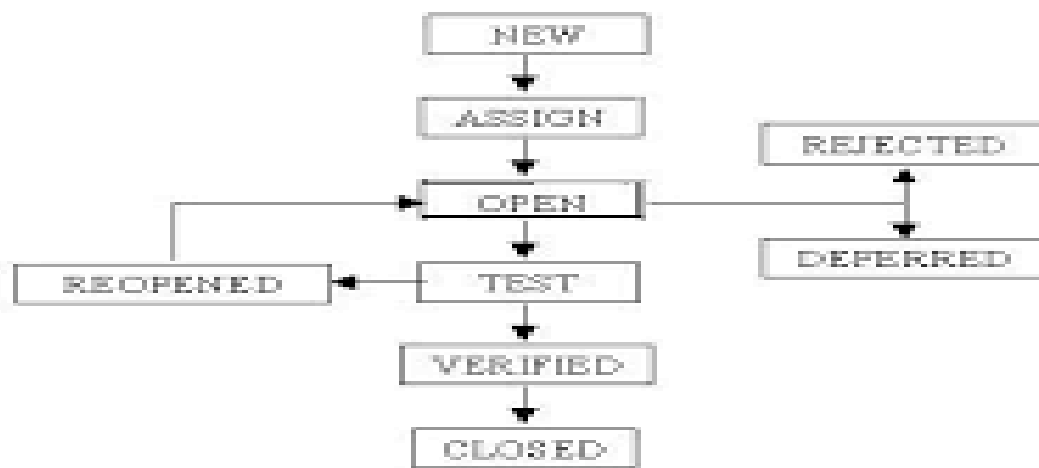 NEW
ASSIGN
REJECTED
OPEN
DEFERRED
REOPENED
TEST
VERIFIED
CLOSED